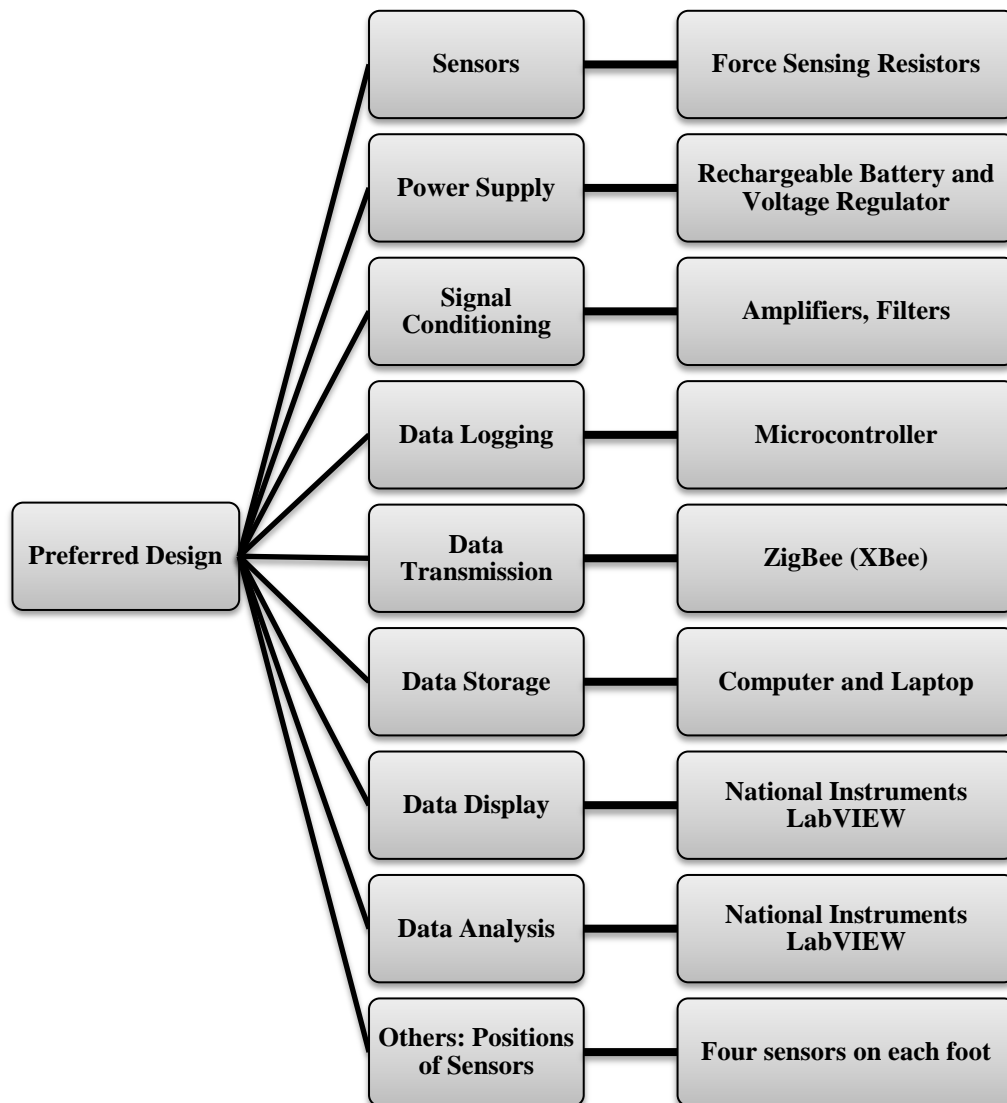 Sensors
Force Sensing Resistors
Power Supply
Rechargeable Battery and
Voltage Regulator
Signal
Conditioning
Amplifiers, Filters
Data Logging
Microcontroller
Preferred Design
Data
Transmission
ZigBee (XBee)
Data Storage
Computer and Laptop
Data Display
National Instruments
LabVIEW
Data Analysis
National Instruments
LabVIEW
Others: Positions
of Sensors
Four sensors on each foot